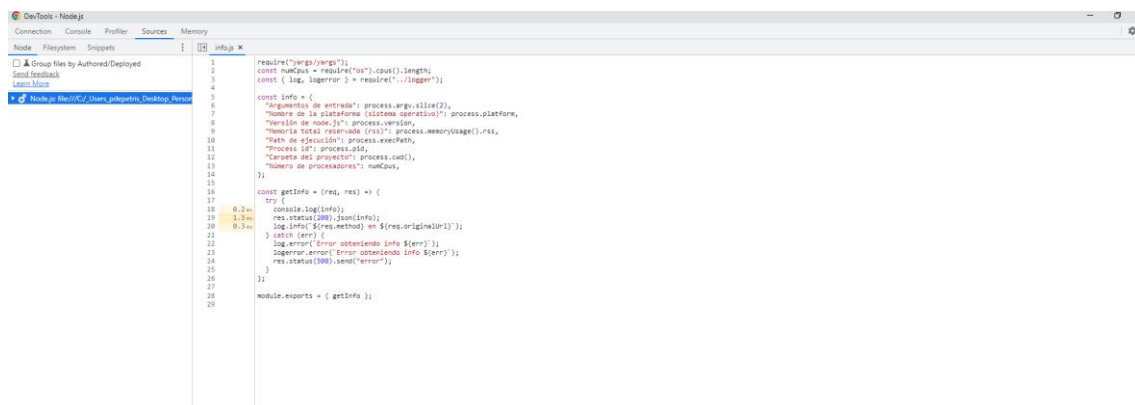 DevTools - Node.js
Connection Console Profiler Sources Memory
Node Filesystem Snippets
info.js
Group files by Authored/Deployed
Send feedback
Learn More
Node.js: file:///C:/_Users_pdepetris_Desktop_Person
1 require("yargs/yargs");
2 const numCpus = require("os").cpus().length;
3 const { log, logerror } = require("../logger");
4
5 const info = {
6 "Argumentos de entrada": process.argv.slice(2),
7 "Nombre de la plataforma (sistema operativo)": process.platform,
8 "Versión de node.js": process.version,
9 "Memoria total reservada (rss)": process.memoryUsage().rss,
10 "Path de ejecución": process.execPath,
11 "Process id": process.pid,
12 "Carpeta del proyecto": process.cwd(),
13 "Número de procesadores": numCpus,
14 };
15
16 const getInfo = (req, res) => {
17 try {
18 0.2 ms console.log(info);
19 1.3 ms res.status(200).json(info);
20 0.3 ms log.info(`${req.method} en ${req.originalUrl}`);
21 } catch (err) {
22 log.error(`Error obteniendo info ${err}`);
23 logerror.error(`Error obteniendo info ${err}`);
24 res.status(500).send("error");
25 }
26 };
27
28 module.exports = { getInfo };
29